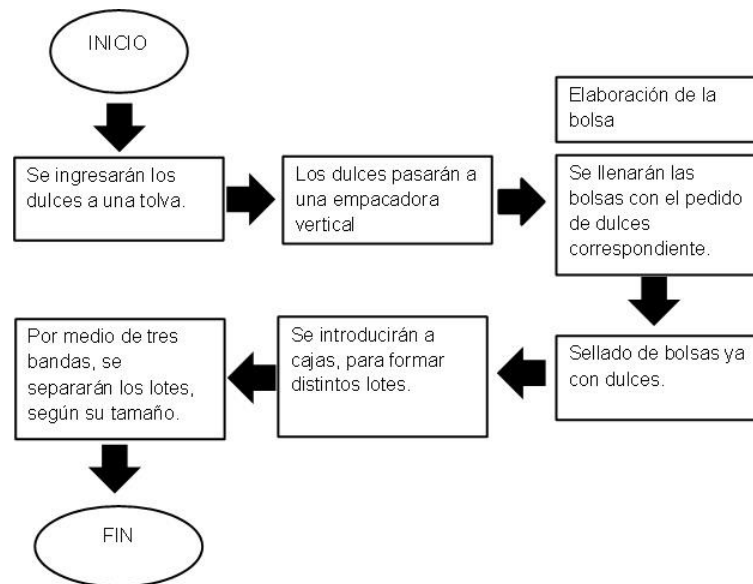 INICIO
Se ingresarán los
dulces a una tolva.
Los dulces pasarán a
una empacadora
vertical
Elaboración de la
bolsa
Se llenarán las
bolsas con el pedido
de dulces
correspondiente.
Sellado de bolsas ya
con dulces.
Se introducirán a
cajas, para formar
distintos lotes.
Por medio de tres
bandas, se
separarán los lotes,
según su tamaño.
FIN